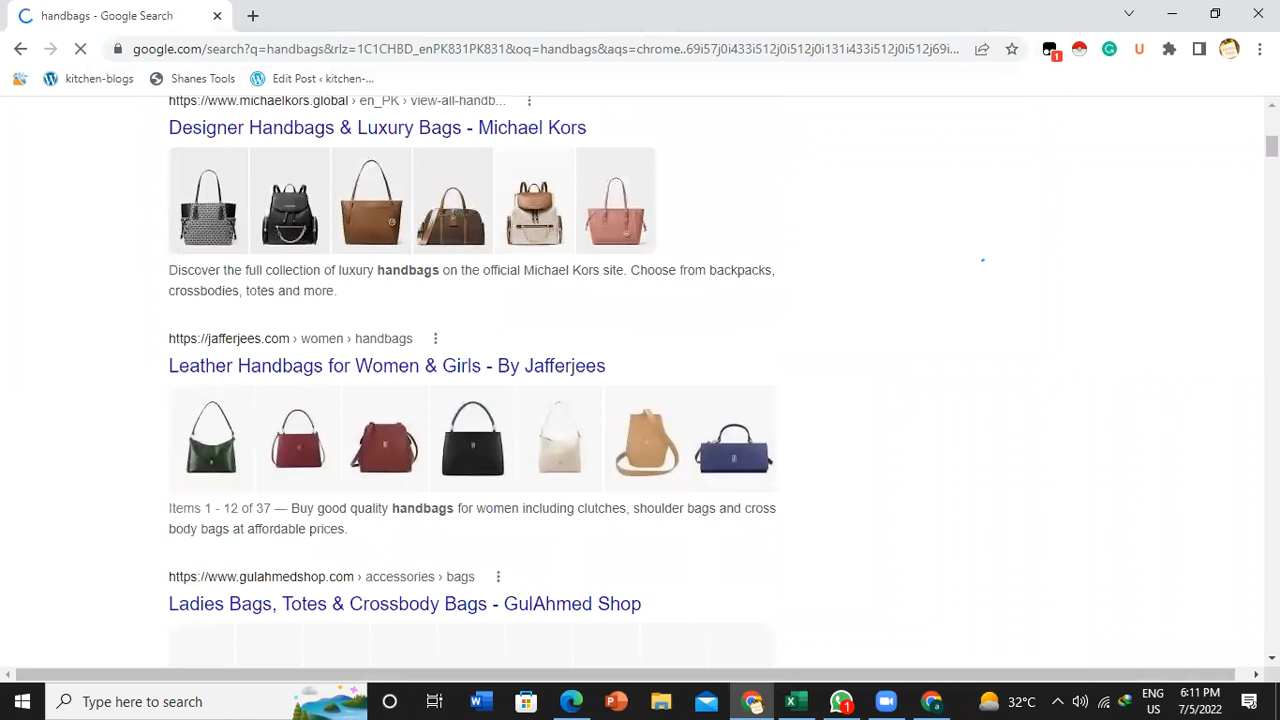 handbags - Google Search
google.com/search?q=handbags&rlz=1C1CHBD_enPK831PK831&oq=handbags&aqs=chrome..69i57j0i433i512j0i512j0i131i433i512j0i512j69i...
1
kitchen-blogs
Shanes Tools
Edit Post ‹ kitchen-...
https://www.michaelkors.global › en_PK › view-all-handb...
Designer Handbags & Luxury Bags - Michael Kors
Discover the full collection of luxury handbags on the official Michael Kors site. Choose from backpacks,
crossbodies, totes and more.
https://jafferjees.com › women › handbags
Leather Handbags for Women & Girls - By Jafferjees
Items 1 - 12 of 37 — Buy good quality handbags for women including clutches, shoulder bags and cross
body bags at affordable prices.
https://www.gulahmedshop.com › accessories › bags
Ladies Bags, Totes & Crossbody Bags - GulAhmed Shop
Type here to search
1
32°C
ENG
US
6:11 PM
7/5/2022